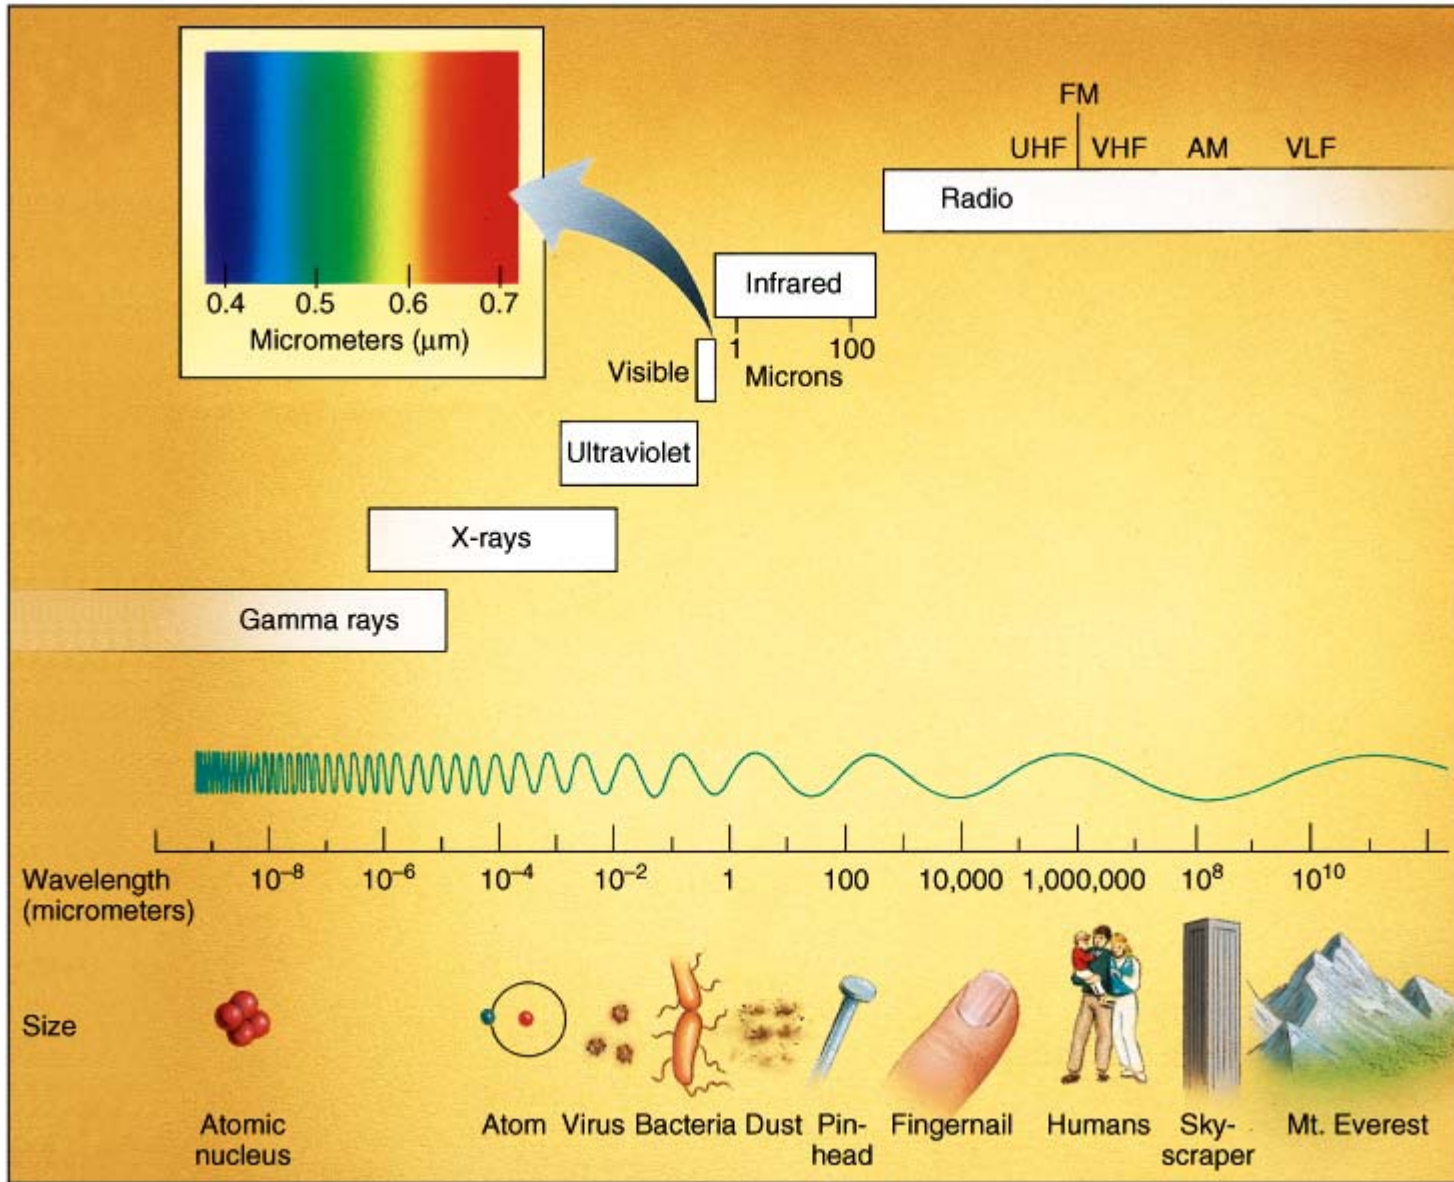 FM
UHF VHF AM VLF
Radio
Infrared
1 100
Microns
0.4 0.5 0.6 0.7
Micrometers (μm)
Visible
Ultraviolet
X-rays
Gamma rays
Wavelength
(micrometers)
10⁻⁸ 10⁻⁶ 10⁻⁴ 10⁻² 1 100 10,000 1,000,000 10⁸ 10¹⁰
Size
Atomic
nucleus
Atom
Virus
Bacteria
Dust
Pin-
head
Fingernail
Humans
Sky-
scraper
Mt. Everest